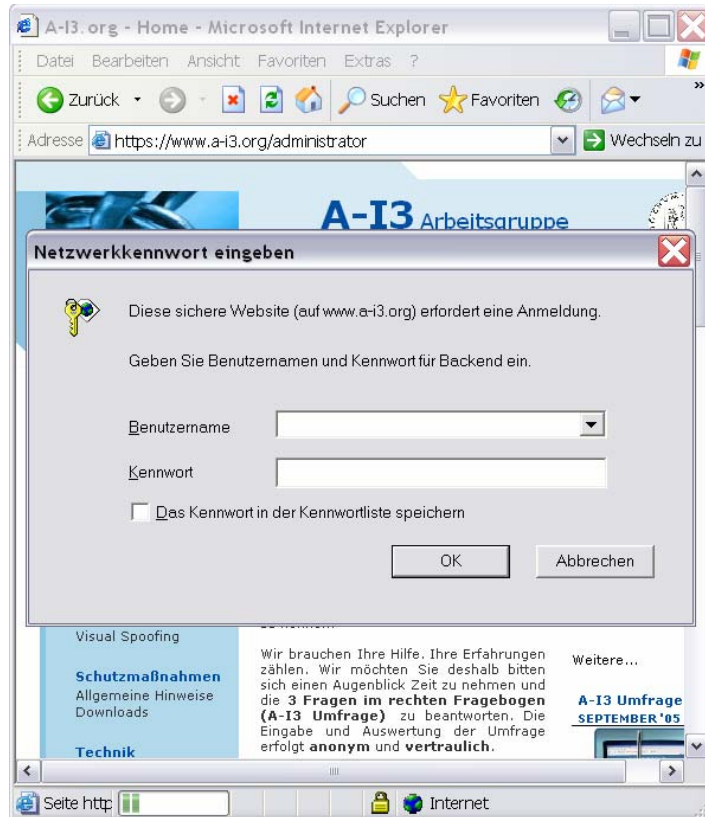 A-I3.org - Home - Microsoft Internet Explorer
Datei Bearbeiten Ansicht Favoriten Extras ?
Zurück Suchen Favoriten »
Adresse https://www.a-i3.org/administrator Wechseln zu
A-I3 Arbeitsgruppe
Netzwerkkennwort eingeben
Diese sichere Website (auf www.a-i3.org) erfordert eine Anmeldung.
Geben Sie Benutzernamen und Kennwort für Backend ein.
Benutzername
Kennwort
Das Kennwort in der Kennwortliste speichern
OK Abbrechen
Visual Spoofing
Schutzmaßnahmen
Allgemeine Hinweise
Downloads
Technik
Wir brauchen Ihre Hilfe. Ihre Erfahrungen
zählen. Wir möchten Sie deshalb bitten
sich einen Augenblick Zeit zu nehmen und
die 3 Fragen im rechten Fragebogen
(A-I3 Umfrage) zu beantworten. Die
Eingabe und Auswertung der Umfrage
erfolgt anonym und vertraulich.
Weitere...
A-I3 Umfrage
SEPTEMBER'05
Seite http Internet